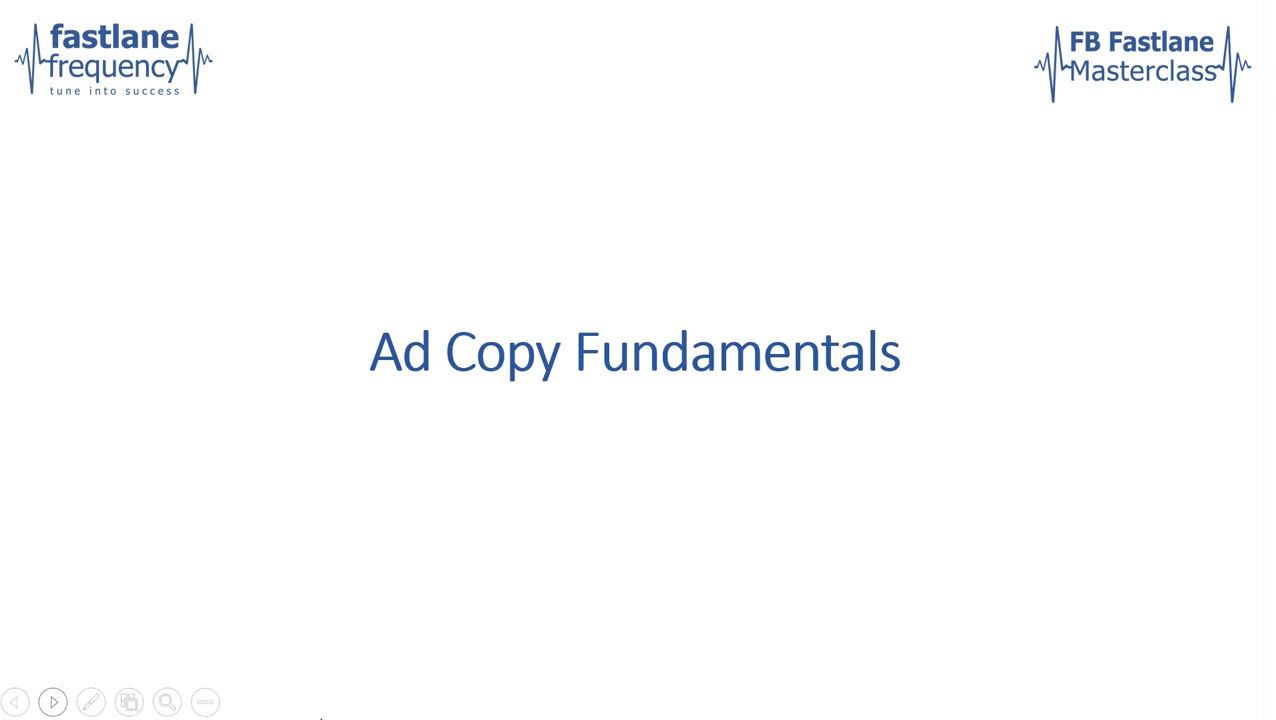 fastlane
frequency
tune into success
FB Fastlane
Masterclass
Ad Copy Fundamentals